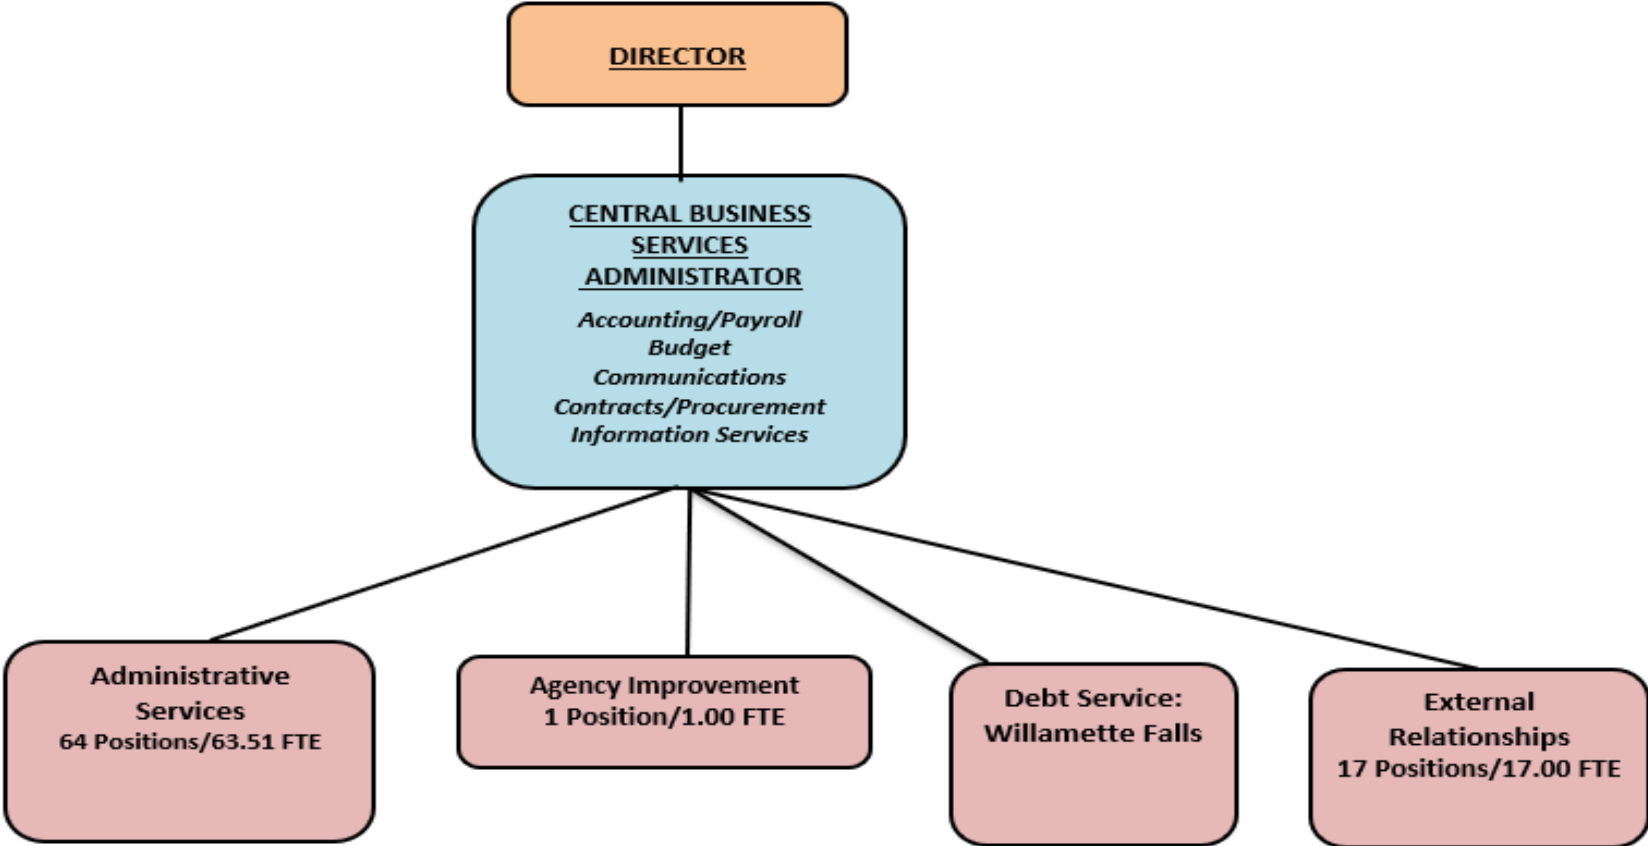 DIRECTOR
CENTRAL BUSINESS
SERVICES
ADMINISTRATOR
Accounting/Payroll
Budget
Communications
Contracts/Procurement
Information Services
Administrative
Services
64 Positions/63.51 FTE
Agency Improvement
1 Position/1.00 FTE
Debt Service:
Willamette Falls
External
Relationships
17 Positions/17.00 FTE